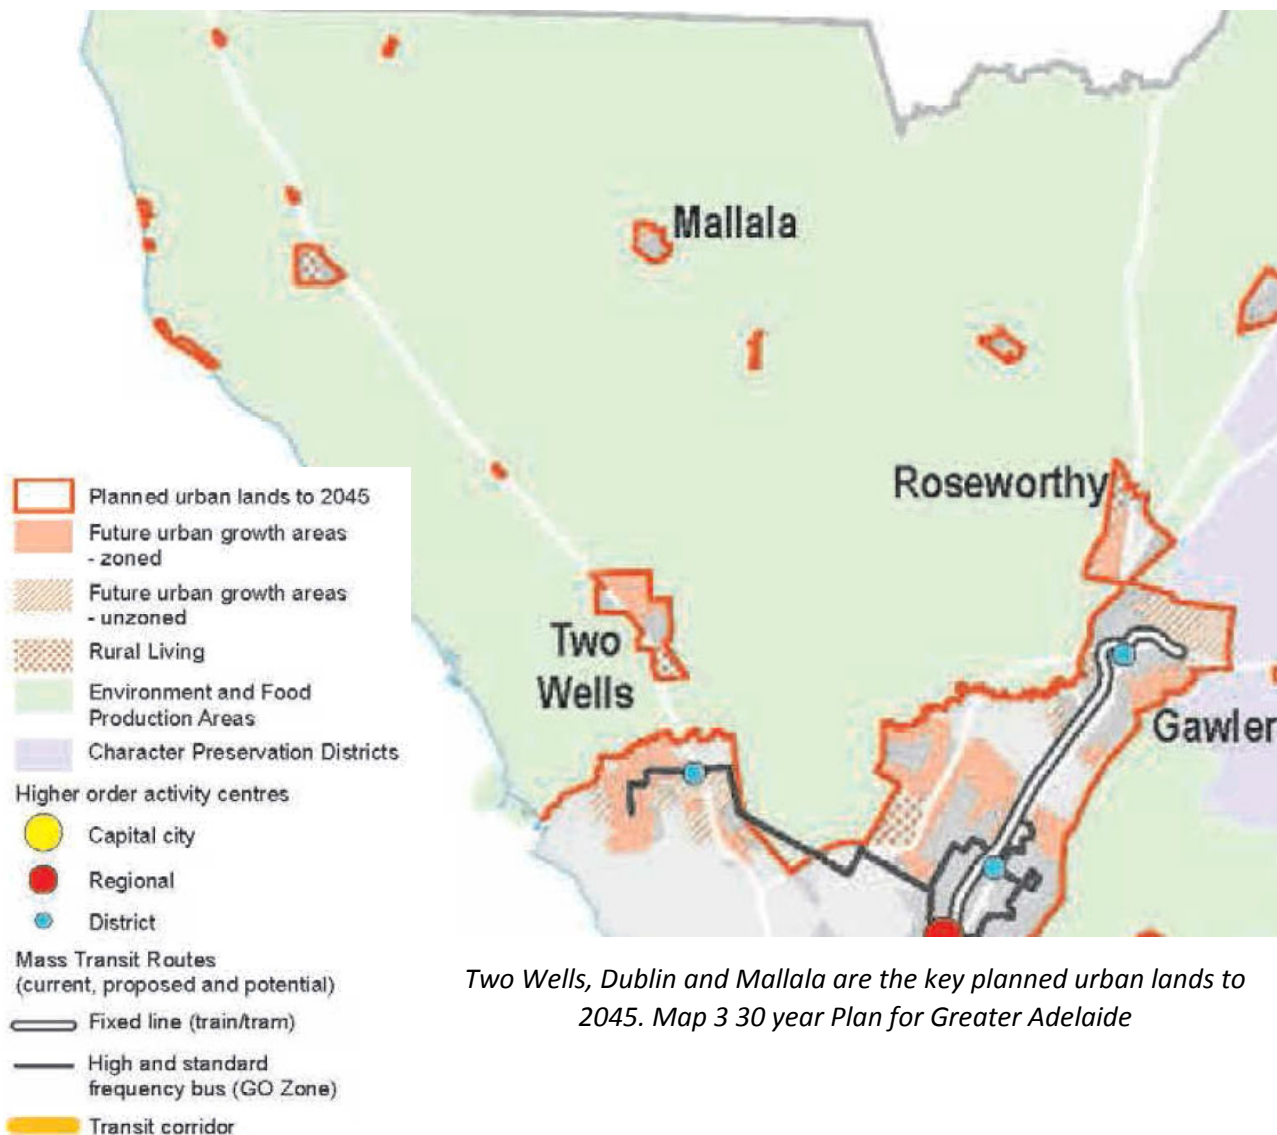 Mallala
Roseworthy
Two
Wells
Gawler
Planned urban lands to 2045
Future urban growth areas
- zoned
Future urban growth areas
- unzoned
Rural Living
Environment and Food
Production Areas
Character Preservation Districts
Higher order activity centres
Capital city
Regional
District
Mass Transit Routes
(current, proposed and potential)
Fixed line (train/tram)
High and standard
frequency bus (GO Zone)
Transit corridor
Two Wells, Dublin and Mallala are the key planned urban lands to
2045. Map 3 30 year Plan for Greater Adelaide